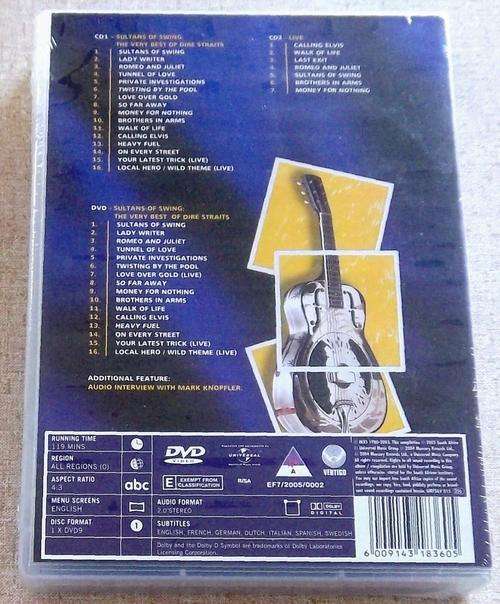 CD1 - SULTANS OF SWING
THE VERY BEST OF DIRE STRAITS
1. SULTANS OF SWING
2. LADY WRITER
3. ROMEO AND JULIET
4. TUNNEL OF LOVE
5. PRIVATE INVESTIGATIONS
6. TWISTING BY THE POOL
7. LOVE OVER GOLD
8. SO FAR AWAY
9. MONEY FOR NOTHING
10. BROTHERS IN ARMS
11. WALK OF LIFE
12. CALLING ELVIS
13. HEAVY FUEL
14. ON EVERY STREET
15. YOUR LATEST TRICK (LIVE)
16. LOCAL HERO / WILD THEME (LIVE)
CD2 - LIVE
1. CALLING ELVIS
2. WALK OF LIFE
3. LAST EXIT
4. ROMEO AND JULIET
5. SULTANS OF SWING
6. BROTHERS IN ARMS
7. MONEY FOR NOTHING
DVD - SULTANS OF SWING:
THE VERY BEST OF DIRE STRAITS
1. SULTANS OF SWING
2. LADY WRITER
3. ROMEO AND JULIET
4. TUNNEL OF LOVE
5. PRIVATE INVESTIGATIONS
6. TWISTING BY THE POOL
7. LOVE OVER GOLD (LIVE)
8. SO FAR AWAY
9. MONEY FOR NOTHING
10. BROTHERS IN ARMS
11. WALK OF LIFE
12. CALLING ELVIS
13. HEAVY FUEL
14. ON EVERY STREET
15. YOUR LATEST TRICK (LIVE)
16. LOCAL HERO / WILD THEME (LIVE)
ADDITIONAL FEATURE:
AUDIO INTERVIEW WITH MARK KNOPFLER.
RUNNING TIME
119 MINS
REGION
ALL REGIONS (0)
ASPECT RATIO
4:3
MENU SCREENS
ENGLISH
DISC FORMAT
1 X DVD9
abc
1
DVD
VIDEO
E EXEMPT FROM CLASSIFICATION
UNIVERSAL
R/SA
EF7/2005/0002
VERTIGO
AUDIO FORMAT
2.0 STEREO
DOLBY
DIGITAL
SUBTITLES
ENGLISH, FRENCH, GERMAN, DUTCH, ITALIAN, SPANISH, SWEDISH
Dolby and the Dolby D Symbol are trademarks of Dolby Laboratories
Licensing Corporation.
6 009143 183605